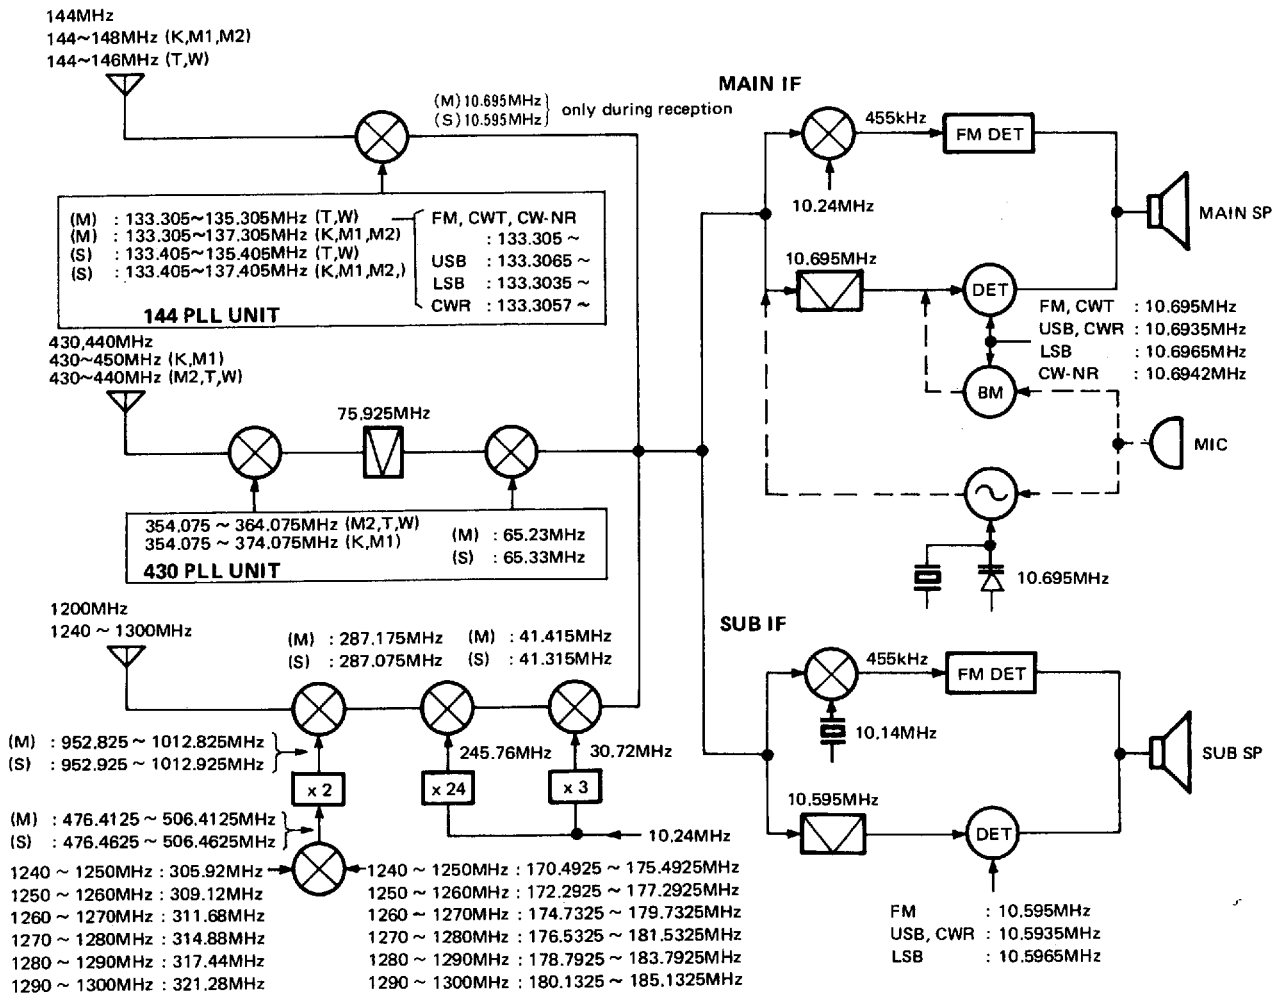 144MHz
144~148MHz (K,M1,M2)
144~146MHz (T,W)
(M) 10.695MHz
(S) 10.595MHz
only during reception
(M) : 133.305~135.305MHz (T,W)
(M) : 133.305~137.305MHz (K,M1,M2)
(S) : 133.405~135.405MHz (T,W)
(S) : 133.405~137.405MHz (K,M1,M2,)
FM, CWT, CW-NR
: 133.305 ~
USB : 133.3065 ~
LSB : 133.3035 ~
CWR : 133.3057 ~
144 PLL UNIT
430,440MHz
430~450MHz (K,M1)
430~440MHz (M2,T,W)
75.925MHz
354.075 ~ 364.075MHz (M2,T,W)
354.075 ~ 374.075MHz (K,M1)
(M) : 65.23MHz
(S) : 65.33MHz
430 PLL UNIT
1200MHz
1240 ~ 1300MHz
(M) : 287.175MHz
(S) : 287.075MHz
(M) : 41.415MHz
(S) : 41.315MHz
(M) : 952.825 ~ 1012.825MHz
(S) : 952.925 ~ 1012.925MHz
245.76MHz
30.72MHz
x 2
x 24
x 3
10.24MHz
(M) : 476.4125 ~ 506.4125MHz
(S) : 476.4625 ~ 506.4625MHz
1240 ~ 1250MHz : 305.92MHz
1250 ~ 1260MHz : 309.12MHz
1260 ~ 1270MHz : 311.68MHz
1270 ~ 1280MHz : 314.88MHz
1280 ~ 1290MHz : 317.44MHz
1290 ~ 1300MHz : 321.28MHz
1240 ~ 1250MHz : 170.4925 ~ 175.4925MHz
1250 ~ 1260MHz : 172.2925 ~ 177.2925MHz
1260 ~ 1270MHz : 174.7325 ~ 179.7325MHz
1270 ~ 1280MHz : 176.5325 ~ 181.5325MHz
1280 ~ 1290MHz : 178.7925 ~ 183.7925MHz
1290 ~ 1300MHz : 180.1325 ~ 185.1325MHz
MAIN IF
455kHz
FM DET
10.24MHz
MAIN SP
10.695MHz
DET
FM, CWT : 10.695MHz
USB, CWR : 10.6935MHz
LSB : 10.6965MHz
CW-NR : 10.6942MHz
BM
MIC
10.695MHz
SUB IF
455kHz
FM DET
10.14MHz
SUB SP
10.595MHz
DET
FM : 10.595MHz
USB, CWR : 10.5935MHz
LSB : 10.5965MHz